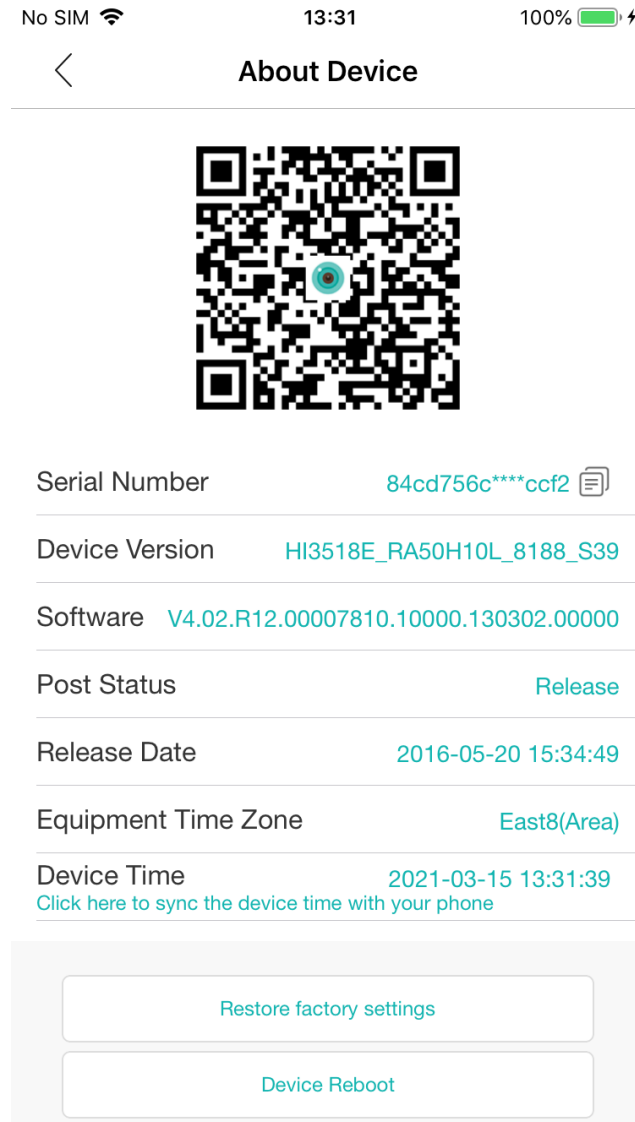 No SIM 13:31 100%
About Device
Serial Number 84cd756c****ccf2
Device Version HI3518E_RA50H10L_8188_S39
Software V4.02.R12.00007810.10000.130302.00000
Post Status Release
Release Date 2016-05-20 15:34:49
Equipment Time Zone East8(Area)
Device Time 2021-03-15 13:31:39
Click here to sync the device time with your phone
Restore factory settings
Device Reboot